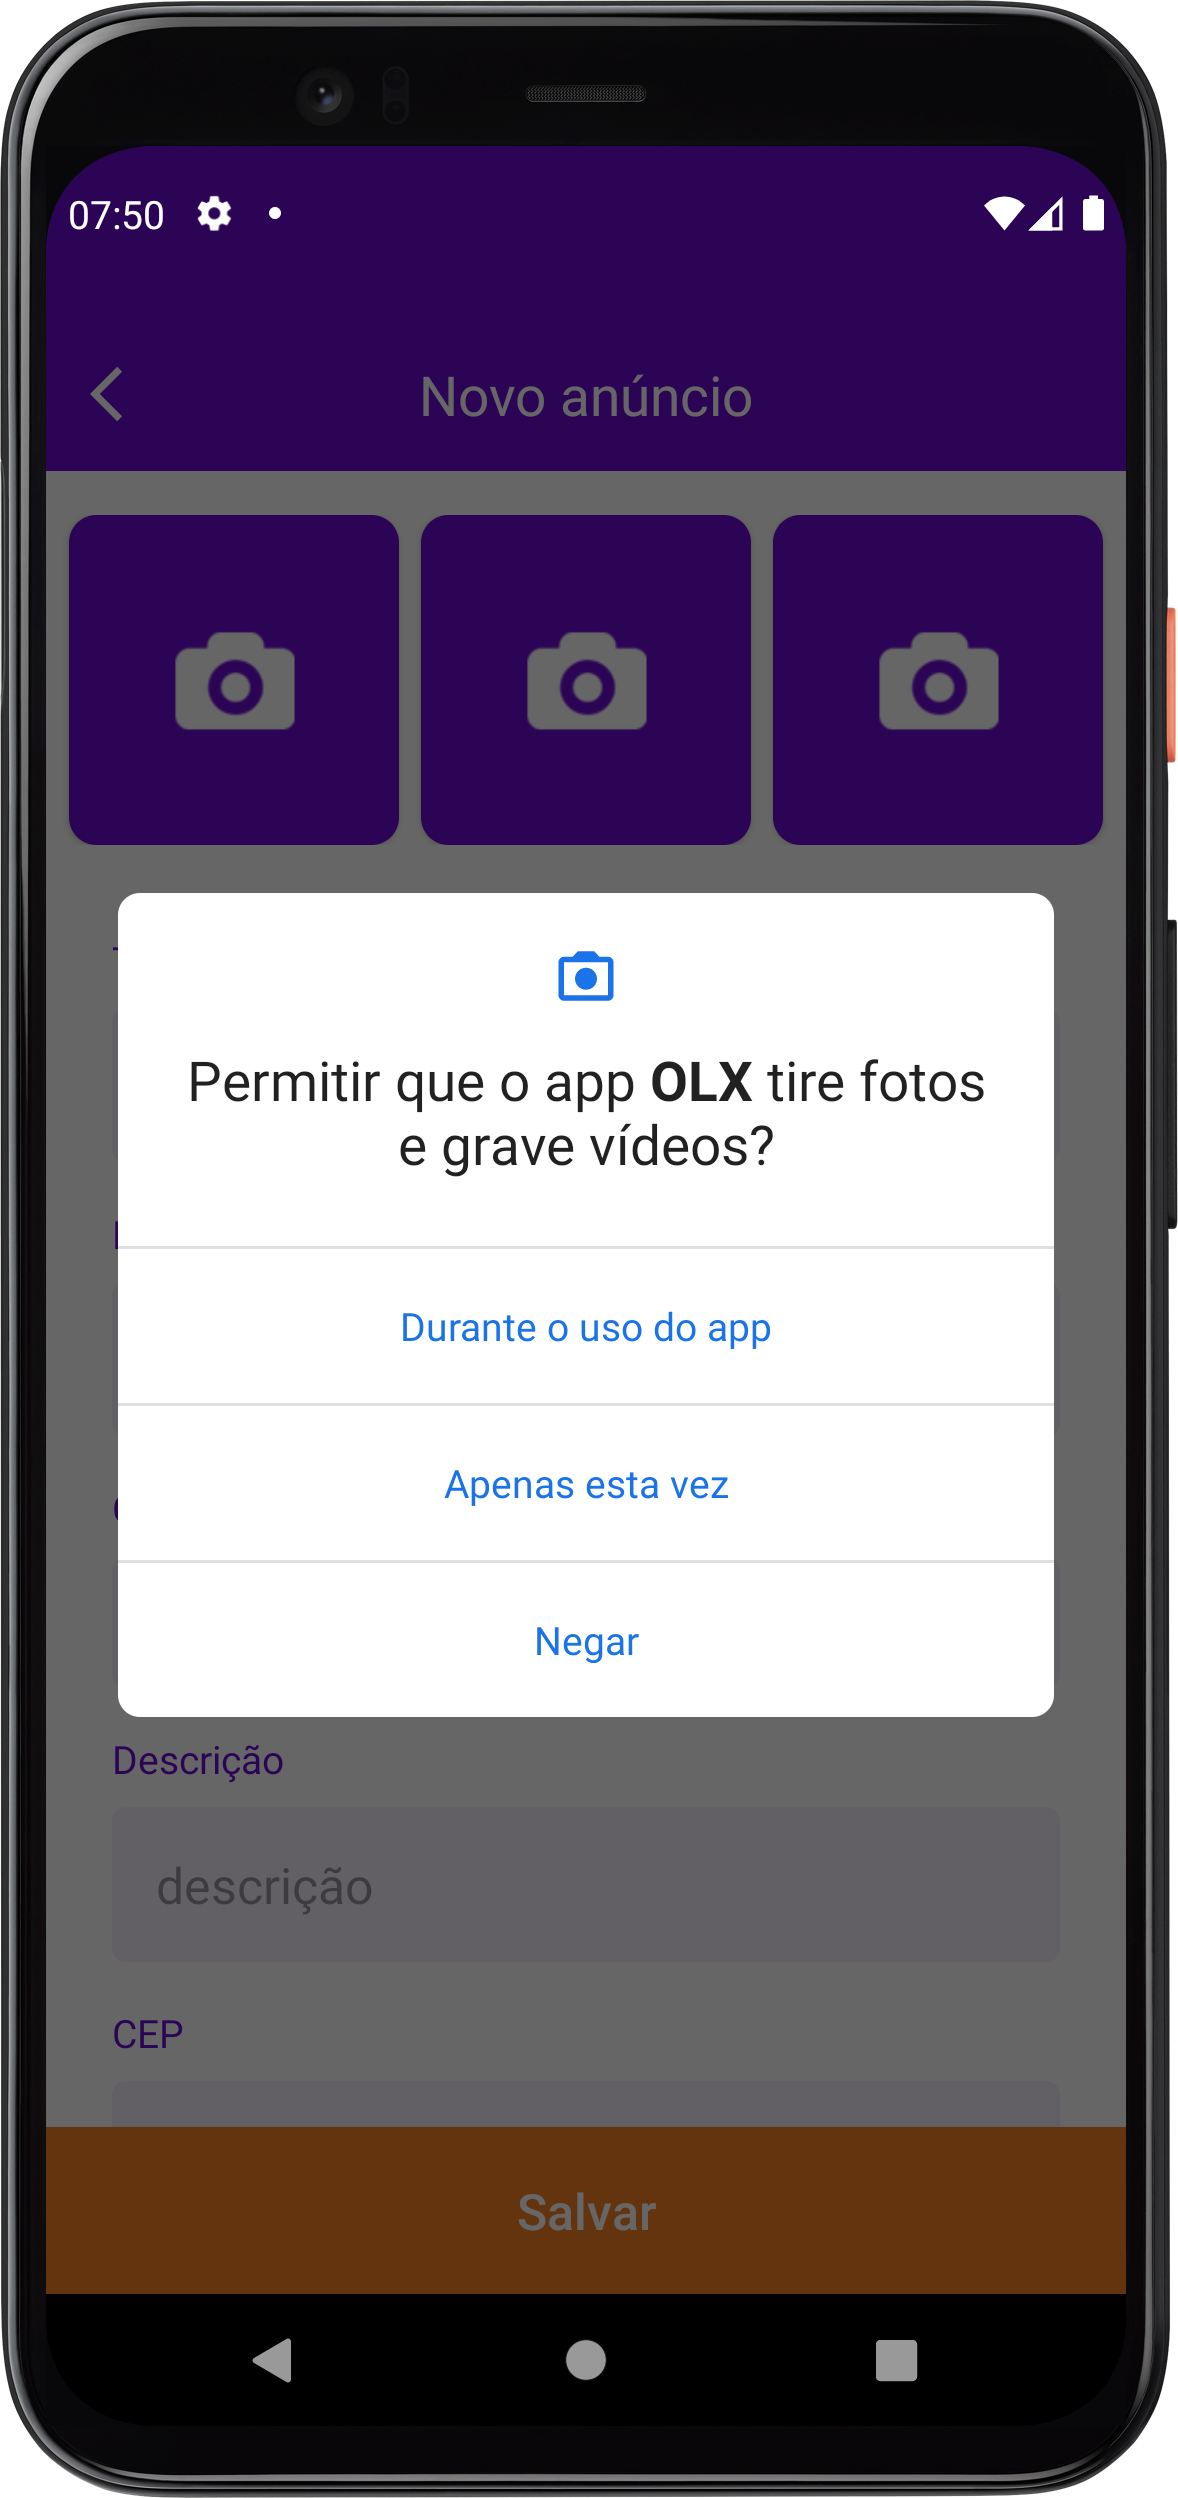 07:50
Novo anúncio
Permitir que o app OLX tire fotos
e grave vídeos?
Durante o uso do app
Apenas esta vez
Negar
Descrição
descrição
CEP
Salvar